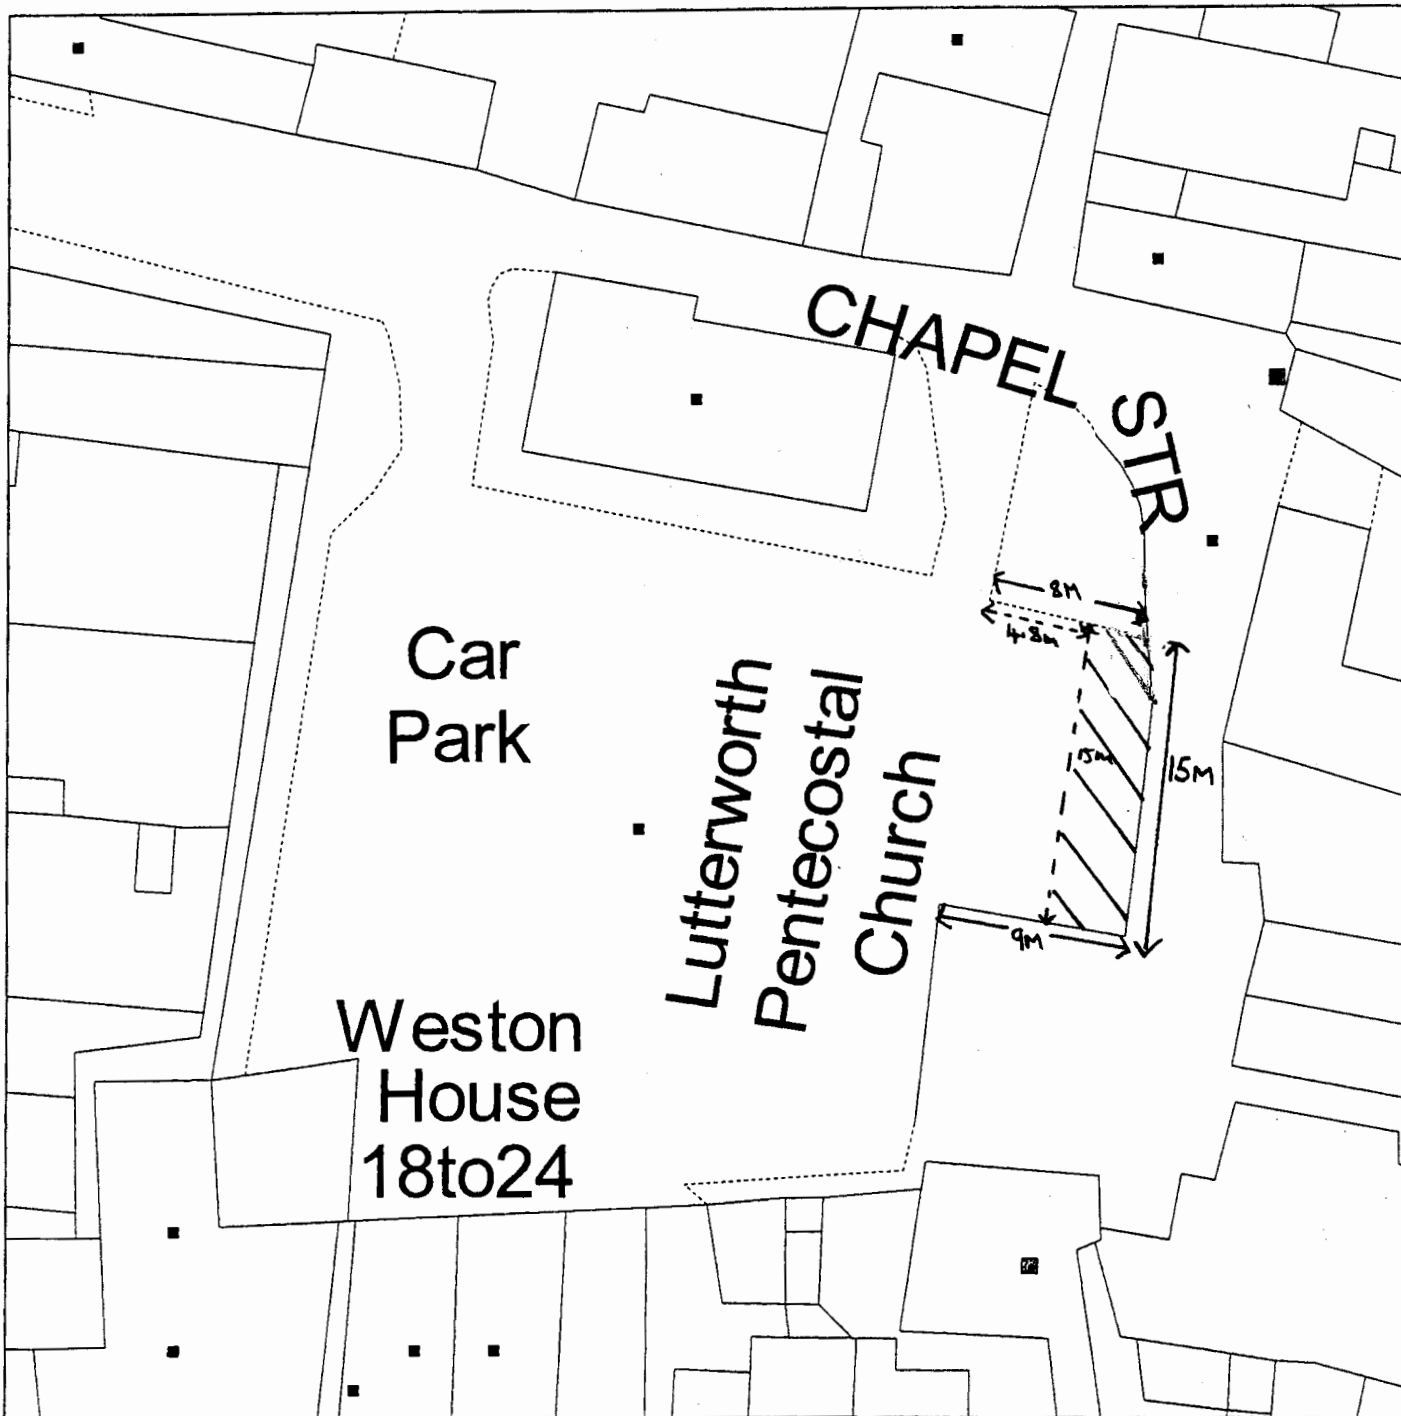 CHAPEL STR
8M
4.8m
15m
15M
9M
Car
Park
Lutterworth
Pentecostal
Church
Weston
House
18to24